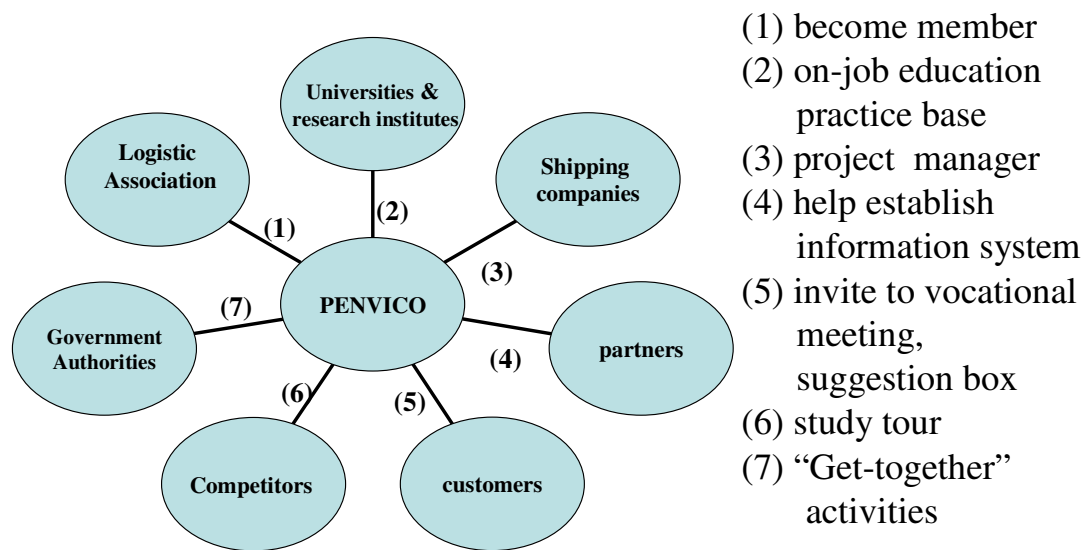 Universities &
research institutes
Logistic
Association
Shipping
companies
(1)
(2)
(3)
PENVICO
(7)
Government
Authorities
(4)
partners
(6)
(5)
Competitors
customers
(1) become member
(2) on-job education
practice base
(3) project manager
(4) help establish
information system
(5) invite to vocational
meeting,
suggestion box
(6) study tour
(7) “Get-together”
activities